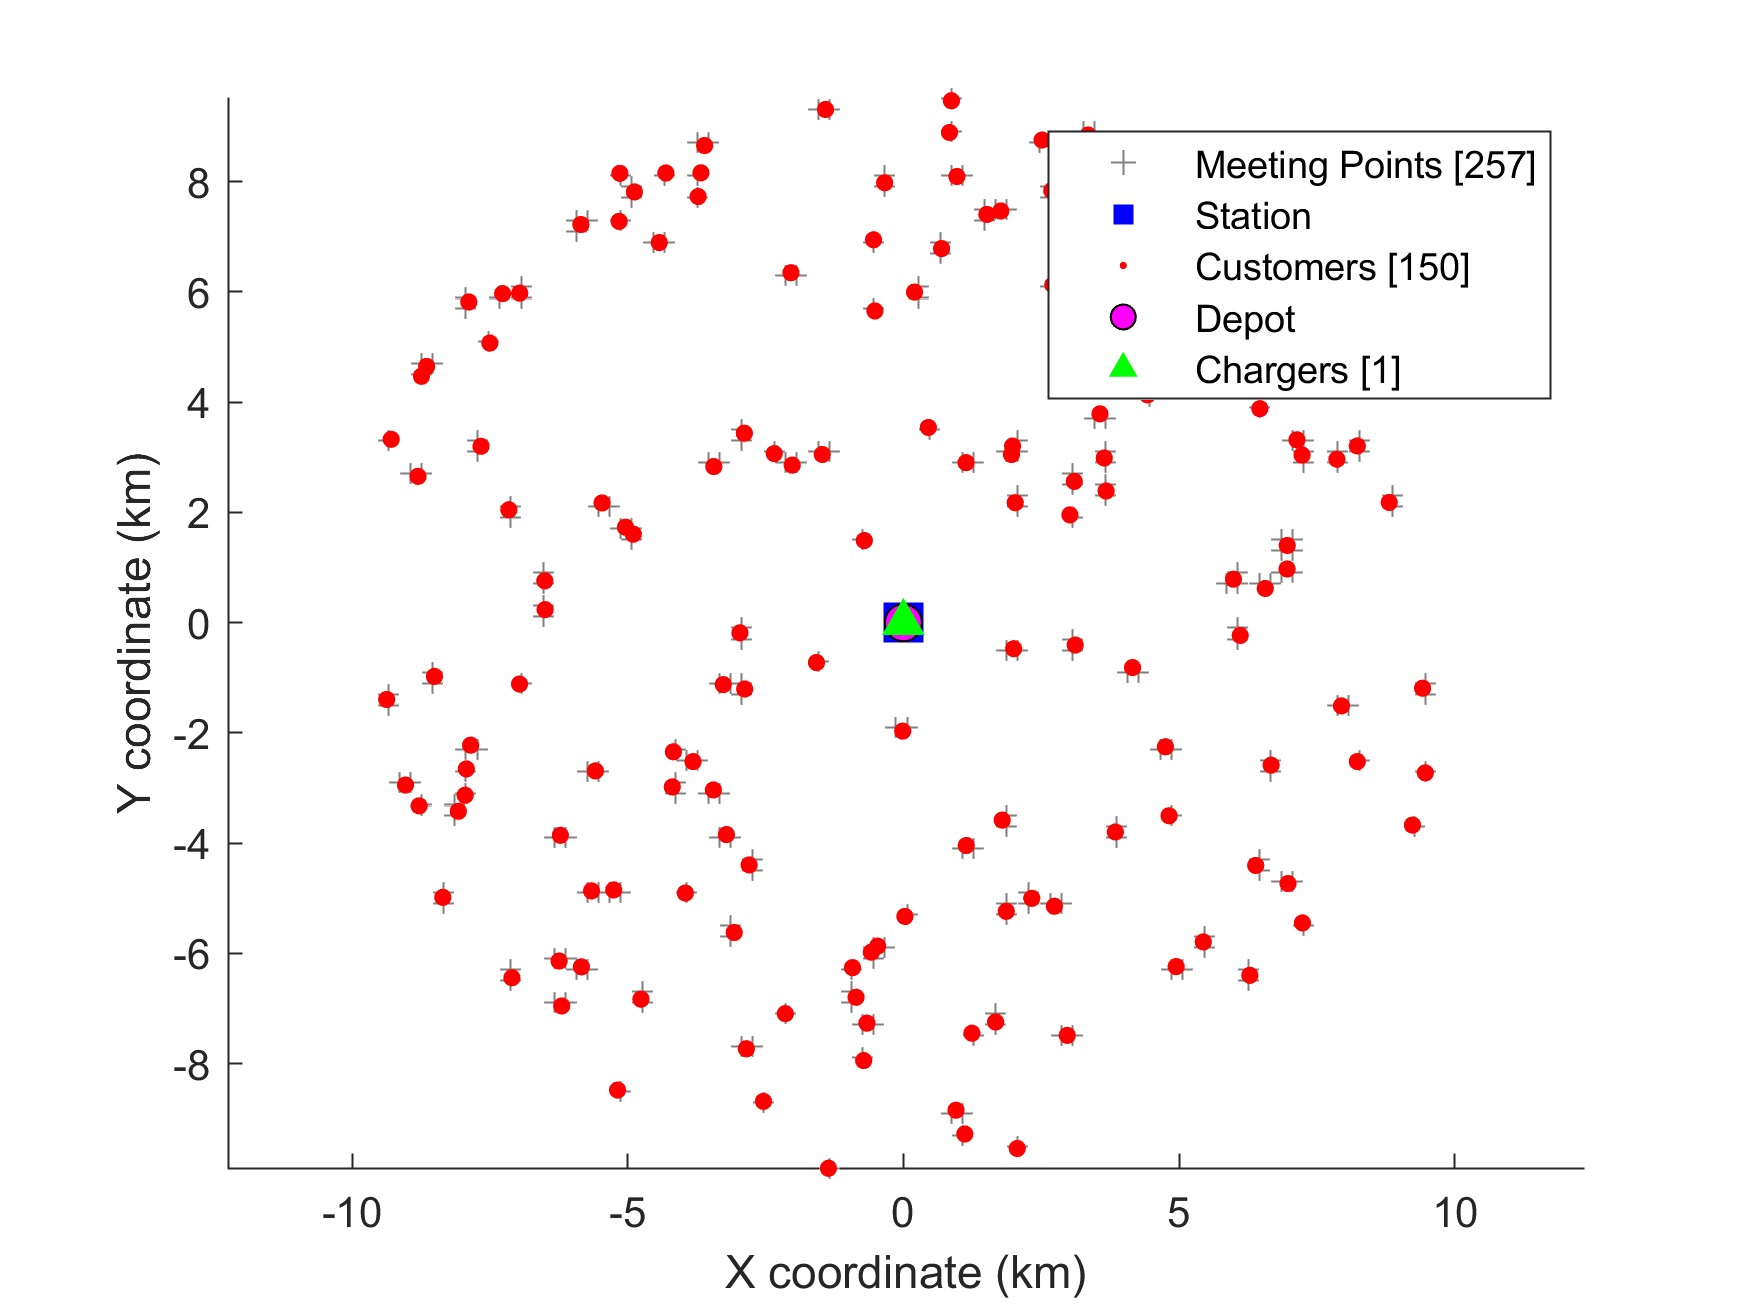 Meeting Points [257]
Station
Customers [150]
Depot
Chargers [1]
8
6
4
2
0
-2
-4
-6
-8
Y coordinate (km)
-10 -5 0 5 10
X coordinate (km)